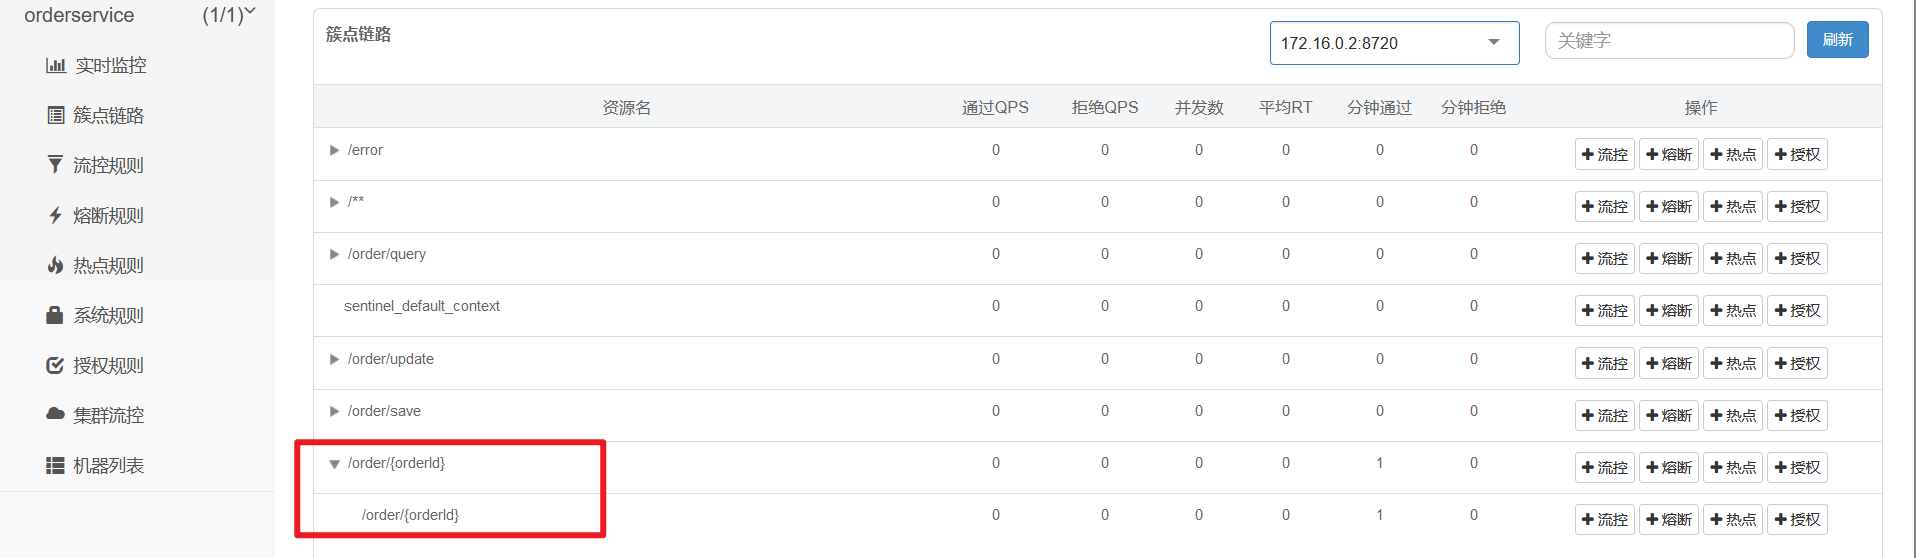 orderservice (1/1)
实时监控
簇点链路
流控规则
熔断规则
热点规则
系统规则
授权规则
集群流控
机器列表
簇点链路 172.16.0.2:8720 关键字 刷新
资源名 通过QPS 拒绝QPS 并发数 平均RT 分钟通过 分钟拒绝 操作
/error 0 0 0 0 0 0 流控 熔断 热点 授权
/** 0 0 0 0 0 0 流控 熔断 热点 授权
/order/query 0 0 0 0 0 0 流控 熔断 热点 授权
sentinel_default_context 0 0 0 0 0 0 流控 熔断 热点 授权
/order/update 0 0 0 0 0 0 流控 熔断 热点 授权
/order/save 0 0 0 0 0 0 流控 熔断 热点 授权
/order/{orderId} 0 0 0 0 1 0 流控 熔断 热点 授权
/order/{orderId} 0 0 0 0 1 0 流控 熔断 热点 授权